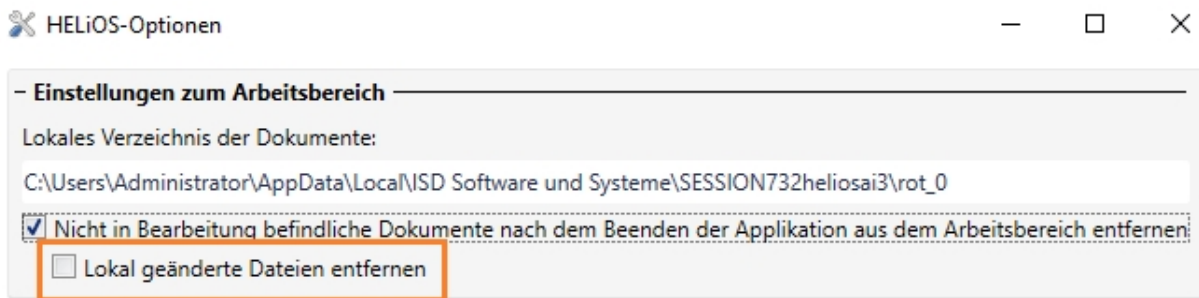 HELiOS-Optionen
Einstellungen zum Arbeitsbereich
Lokales Verzeichnis der Dokumente:
C:\Users\Administrator\AppData\Local\ISD Software und Systeme\SESSION732heliosai3\rot_0
Nicht in Bearbeitung befindliche Dokumente nach dem Beenden der Applikation aus dem Arbeitsbereich entfernen
Lokal geänderte Dateien entfernen